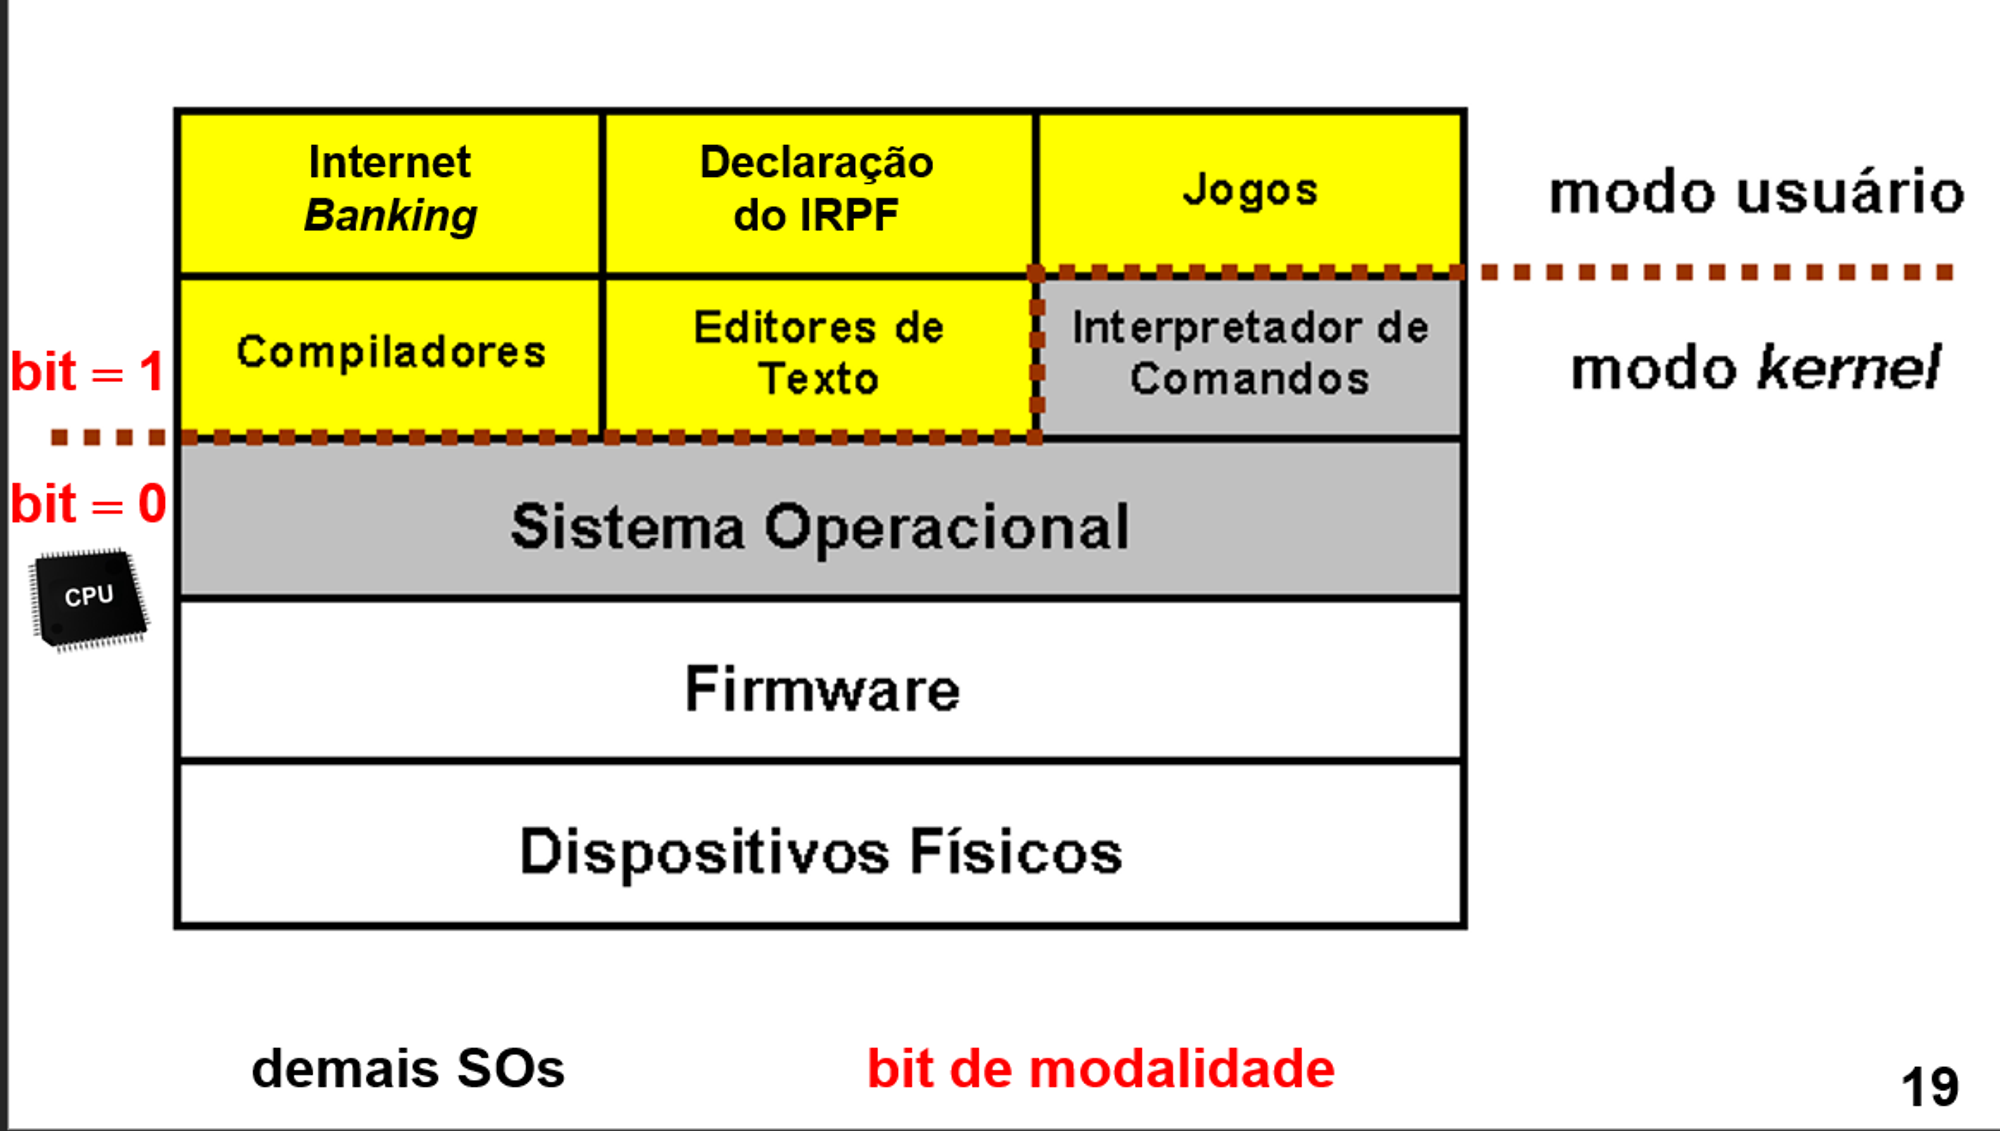 Internet
Banking
Declaração
do IRPF
Jogos
modo usuário
Compiladores
Editores de
Texto
Interpretador de
Comandos
modo kernel
bit = 1
bit = 0
CPU
Sistema Operacional
Firmware
Dispositivos Físicos
demais SOs
bit de modalidade
19